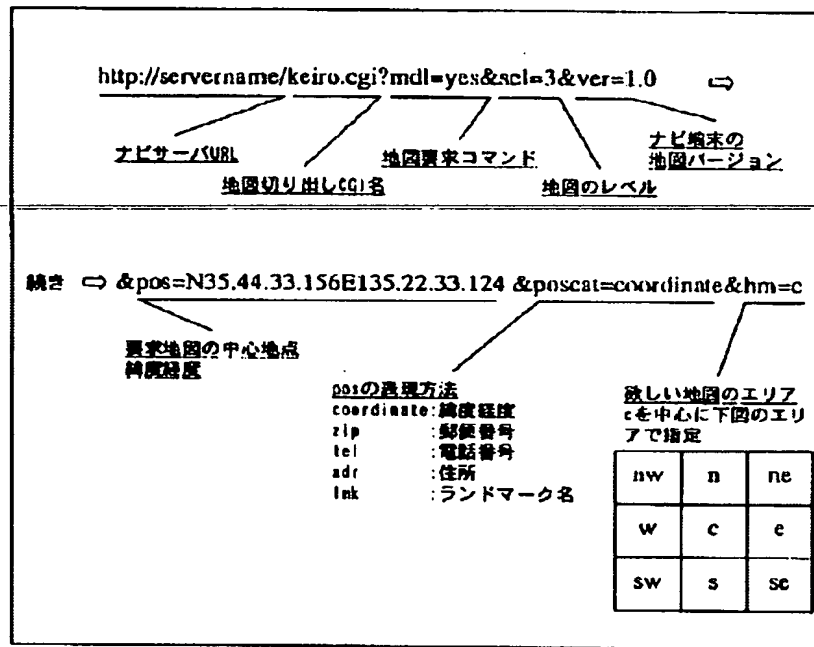 http://servername/keiro.cgi?mdl=yes&scl=3&ver=1.0 ⇨
ナビサーバURL
地図切り出しCGI名
地図要求コマンド
地図のレベル
ナビ端末の
地図バージョン
続き ⇨ &pos=N35.44.33.156E135.22.33.124 &poscat=coordinate&hm=c
要求地図の中心地点
緯度経度
posの表現方法
coordinate:緯度経度
zip :郵便番号
tel :電話番号
adr :住所
lmk :ランドマーク名
欲しい地図のエリア
cを中心に下図のエリ
アで指定
nw n ne
w c e
sw s se